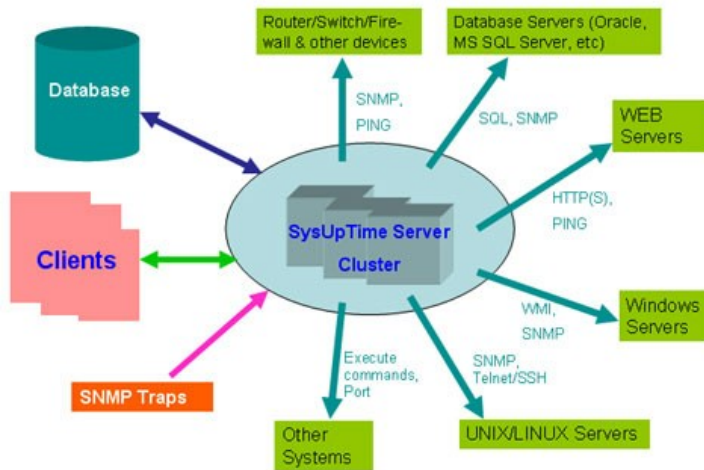 Router/Switch/Fire-
wall & other devices
Database Servers (Oracle,
MS SQL Server, etc)
Database
SNMP,
PING
SQL, SNMP
WEB
Servers
HTTP(S),
PING
SysUpTime Server
Cluster
Clients
WMI,
SNMP
Windows
Servers
SNMP Traps
Execute
commands,
Port
SNMP,
Telnet/SSH
Other
Systems
UNIX/LINUX Servers